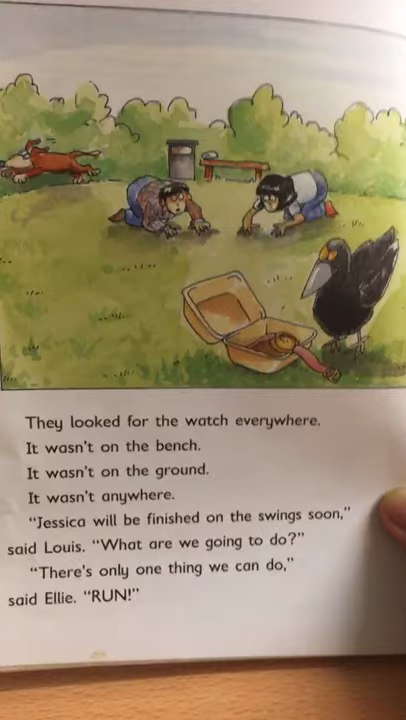 They looked for the watch everywhere.
It wasn't on the bench.
It wasn't on the ground.
It wasn't anywhere.
"Jessica will be finished on the swings soon,"
said Louis. "What are we going to do?"
"There's only one thing we can do,"
said Ellie. "RUN!"